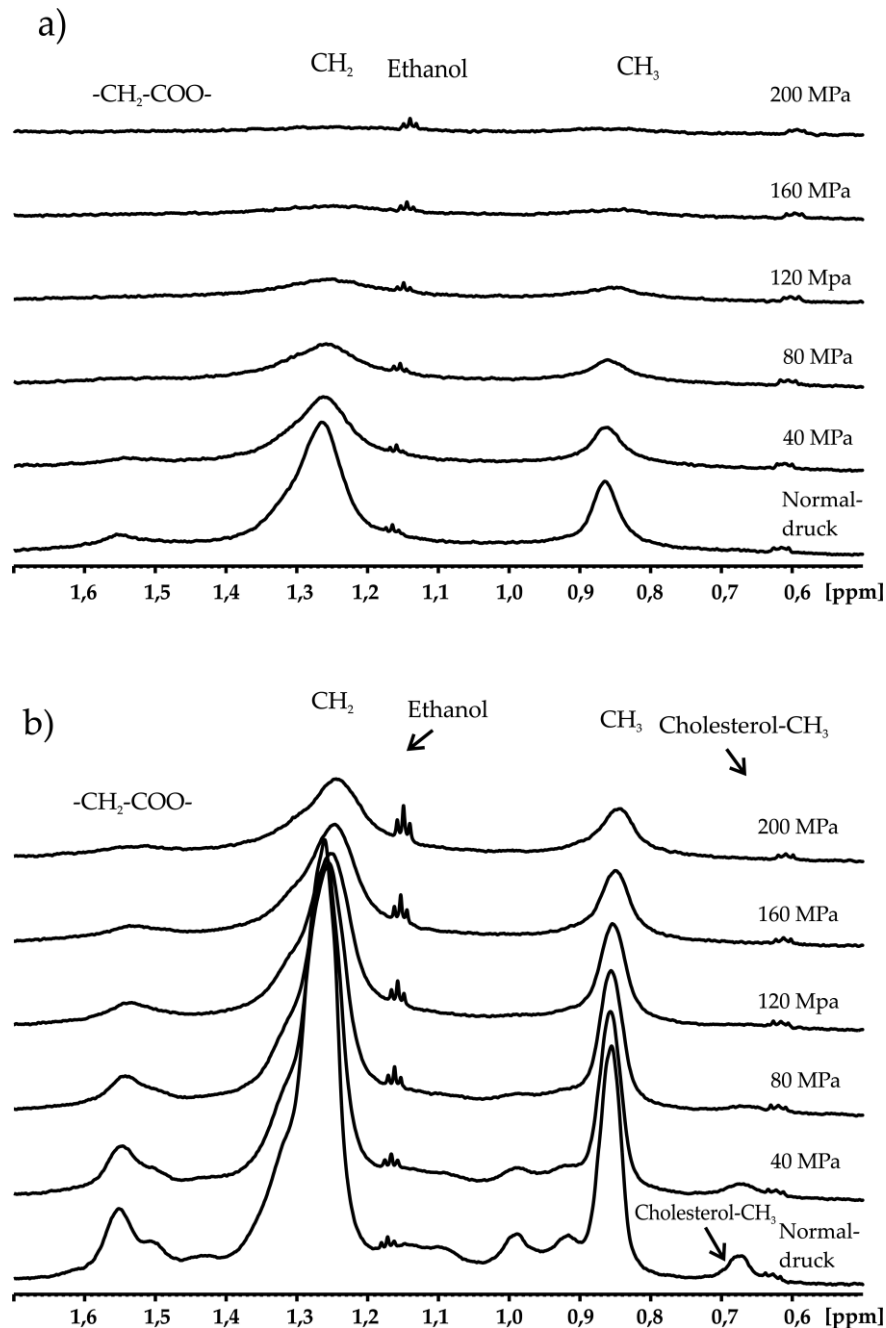 a)
CH₂ Ethanol CH₃
-CH₂-COO-
200 MPa
160 MPa
120 Mpa
80 MPa
40 MPa
Normal-
druck
1,6 1,5 1,4 1,3 1,2 1,1 1,0 0,9 0,8 0,7 0,6 [ppm]
b)
CH₂ Ethanol CH₃ Cholesterol-CH₃
-CH₂-COO-
200 MPa
160 MPa
120 Mpa
80 MPa
40 MPa
Cholesterol-CH₃
Normal-
druck
1,6 1,5 1,4 1,3 1,2 1,1 1,0 0,9 0,8 0,7 0,6 [ppm]